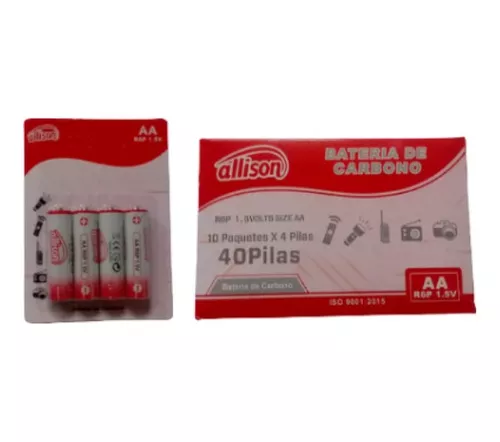 allison
AA
R6P 1.5V
allison
BATERIA DE
CARBONO
R6P 1.5VOLTS SIZE AA
10 Paquetes X 4 Pilas
40Pilas
Bateria de Carbono
ISO 9001:2015
AA
R6P 1.5V